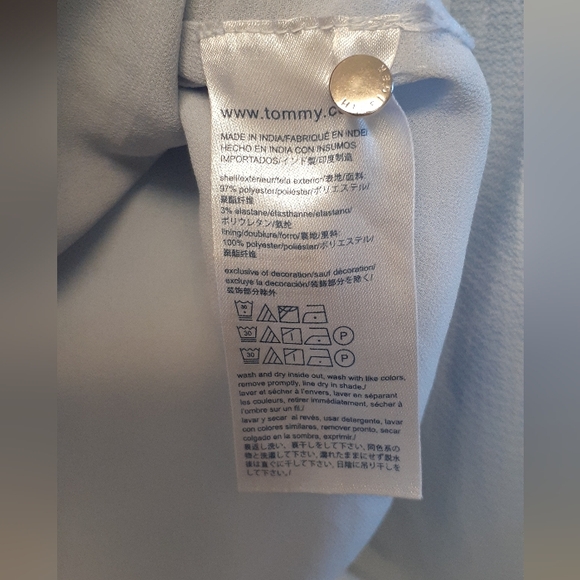 www.tommy.c
HILFIGER
MADE IN INDIA/FABRIQUÉ EN INDE/
HECHO EN INDIA CON INSUMOS
IMPORTADOS/インド製/印度制造
shell/extérieur/tela exterior/表地/面料:
97% polyester/poliéster/ポリエステル/
聚酯纤维
3% elastane/élasthanne/elastano/
ポリウレタン/氨纶
lining/doublure/forro/裏地/里料:
100% polyester/poliéster/ポリエステル/
聚酯纤维
exclusive of decoration/sauf décoration/
excluye la decoración/装飾部分を除く/
装饰部分除外
30
30 P
30 P
wash and dry inside out, wash with like colors,
remove promptly, line dry in shade,/
laver et sécher à l'envers, laver en séparant
les couleurs, retirer immédiatement, sécher à
l'ombre sur un fil,/
lavar y secar al revés, usar detergente, lavar
con colores similares, remover pronto, secar
colgado en la sombra, exprimir,/
裏返し洗い、裏干しをして下さい、同色系の
物と洗濯して下さい、濡れたままにせず脱水
後は直ぐに干して下さい、日陰に吊り干しを
して下さい,/